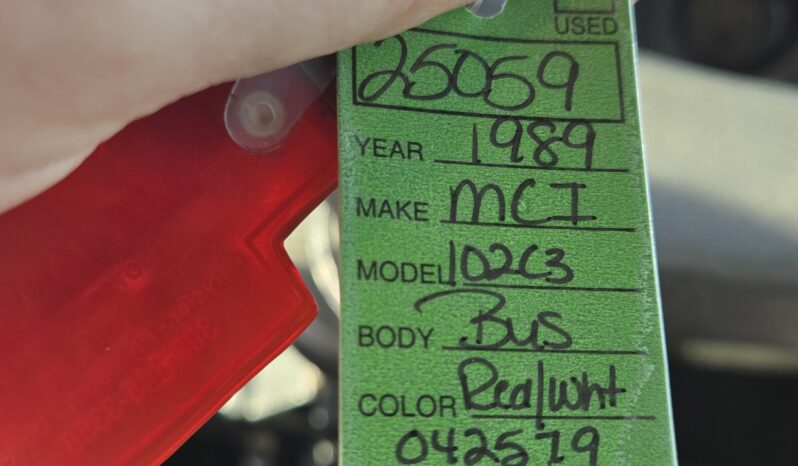 USED
25059
YEAR 1989
MAKE MCI
MODEL 102C3
BODY Bus
COLOR Red/wht
042579